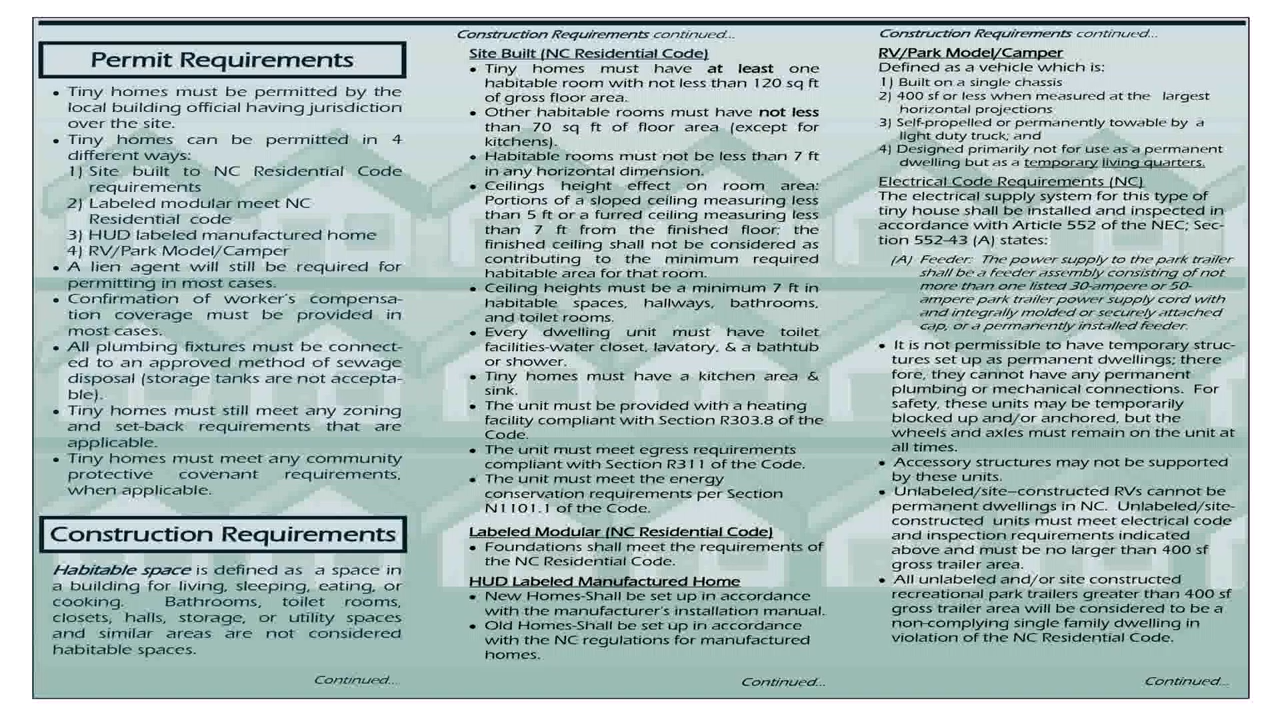 Permit Requirements
• Tiny homes must be permitted by the
local building official having jurisdiction
over the site.
• Tiny homes can be permitted in 4
different ways:
1) Site built to NC Residential Code
requirements
2) Labeled modular meet NC
Residential code
3) HUD labeled manufactured home
4) RV/Park Model/Camper
• A lien agent will still be required for
permitting in most cases.
• Confirmation of worker's compensa-
tion coverage must be provided in
most cases.
• All plumbing fixtures must be connect-
ed to an approved method of sewage
disposal (storage tanks are not accepta-
ble).
• Tiny homes must still meet any zoning
and set-back requirements that are
applicable.
• Tiny homes must meet any community
protective covenant requirements,
when applicable.
Construction Requirements
Habitable space is defined as a space in
a building for living, sleeping, eating, or
cooking. Bathrooms, toilet rooms,
closets, halls, storage, or utility spaces
and similar areas are not considered
habitable spaces.
Continued...
Construction Requirements continued...
Site Built (NC Residential Code)
• Tiny homes must have at least one
habitable room with not less than 120 sq ft
of gross floor area.
• Other habitable rooms must have not less
than 70 sq ft of floor area (except for
kitchens).
• Habitable rooms must not be less than 7 ft
in any horizontal dimension.
• Ceilings height effect on room area:
Portions of a sloped ceiling measuring less
than 5 ft or a furred ceiling measuring less
than 7 ft from the finished floor; the
finished ceiling shall not be considered as
contributing to the minimum required
habitable area for that room.
• Ceiling heights must be a minimum 7 ft in
habitable spaces, hallways, bathrooms,
and toilet rooms.
• Every dwelling unit must have toilet
facilities-water closet, lavatory, & a bathtub
or shower.
• Tiny homes must have a kitchen area &
sink.
• The unit must be provided with a heating
facility compliant with Section R303.8 of the
Code.
• The unit must meet egress requirements
compliant with Section R311 of the Code.
• The unit must meet the energy
conservation requirements per Section
N1101.1 of the Code.
Labeled Modular (NC Residential Code)
• Foundations shall meet the requirements of
the NC Residential Code.
HUD Labeled Manufactured Home
• New Homes-Shall be set up in accordance
with the manufacturer's installation manual.
• Old Homes-Shall be set up in accordance
with the NC regulations for manufactured
homes.
Continued...
Construction Requirements continued...
RV/Park Model/Camper
Defined as a vehicle which is:
1) Built on a single chassis
2) 400 sf or less when measured at the largest
horizontal projections
3) Self-propelled or permanently towable by a
light duty truck; and
4) Designed primarily not for use as a permanent
dwelling but as a temporary living quarters.
Electrical Code Requirements (NC)
The electrical supply system for this type of
tiny house shall be installed and inspected in
accordance with Article 552 of the NEC; Sec-
tion 552-43 (A) states:
(A) Feeder: The power supply to the park trailer
shall be a feeder assembly consisting of not
more than one listed 30-ampere or 50-
ampere park trailer power supply cord with
and integrally molded or securely attached
cap, or a permanently installed feeder.
• It is not permissible to have temporary struc-
tures set up as permanent dwellings; there
fore, they cannot have any permanent
plumbing or mechanical connections. For
safety, these units may be temporarily
blocked up and/or anchored, but the
wheels and axles must remain on the unit at
all times.
• Accessory structures may not be supported
by these units.
• Unlabeled/site–constructed RVs cannot be
permanent dwellings in NC. Unlabeled/site-
constructed units must meet electrical code
and inspection requirements indicated
above and must be no larger than 400 sf
gross trailer area.
• All unlabeled and/or site constructed
recreational park trailers greater than 400 sf
gross trailer area will be considered to be a
non-complying single family dwelling in
violation of the NC Residential Code.
Continued...